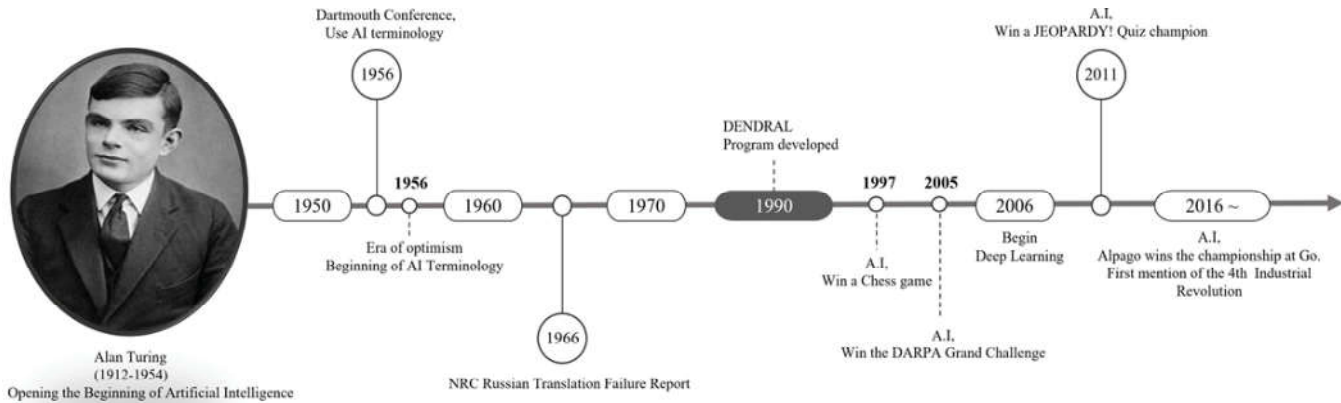 Dartmouth Conference,
Use AI terminology
1956
A.I,
Win a JEOPARDY! Quiz champion
2011
DENDRAL
Program developed
1950
1956
1960
1970
1990
1997
2005
2006
2016 ~
Era of optimism
Beginning of AI Terminology
1966
NRC Russian Translation Failure Report
A.I,
Win a Chess game
A.I,
Win the DARPA Grand Challenge
Begin
Deep Learning
A.I,
Alpago wins the championship at Go.
First mention of the 4th Industrial
Revolution
Alan Turing
(1912-1954)
Opening the Beginning of Artificial Intelligence